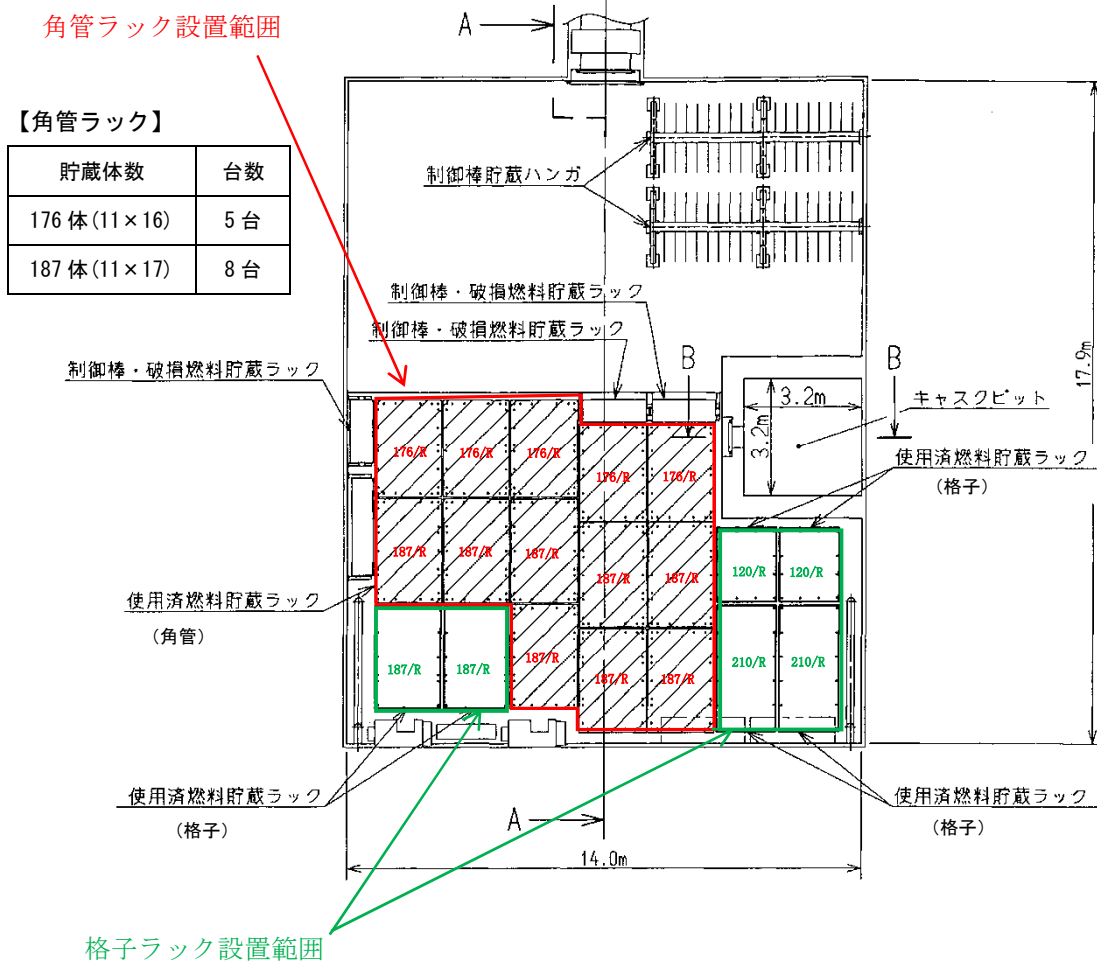 角管ラック設置範囲
A
【角管ラック】
貯蔵体数 台数
176 体(11×16) 5 台
187 体(11×17) 8 台
制御棒貯蔵ハンガ
制御棒・破損燃料貯蔵ラック
制御棒・破損燃料貯蔵ラック
制御棒・破損燃料貯蔵ラック
B
B
17.9m
3.2m
3.2m
キャスクピット
使用済燃料貯蔵ラック
(格子)
176/R 176/R 176/R
176/R 176/R
187/R 187/R 187/R
187/R 187/R
120/R 120/R
使用済燃料貯蔵ラック
(角管)
187/R 187/R
187/R 187/R 187/R
210/R 210/R
使用済燃料貯蔵ラック
(格子)
使用済燃料貯蔵ラック
(格子)
A
14.0m
格子ラック設置範囲